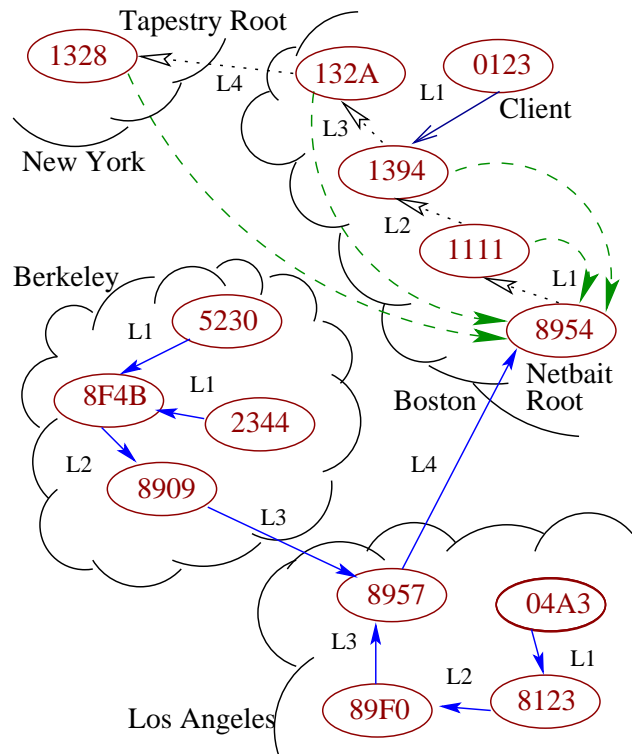 Tapestry Root
1328
132A
0123
L4
L1
Client
L3
New York
1394
L2
1111
Berkeley
L1
5230
8954
L1
8F4B
L1
2344
Boston
Netbait
Root
L2
L4
8909
L3
8957
04A3
L3
L1
L2
89F0
8123
Los Angeles